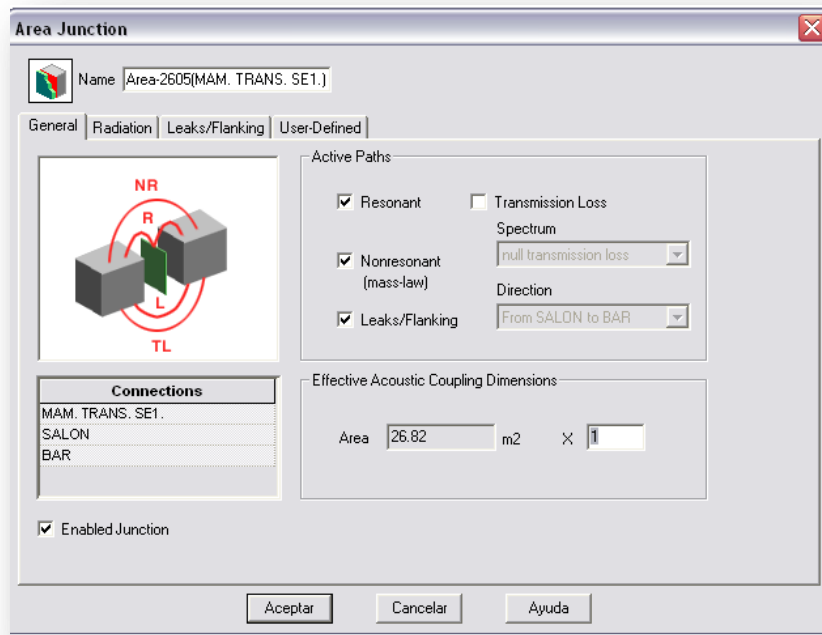 Area Junction
Name Area-2605(MAM. TRANS. SE1.)
General Radiation Leaks/Flanking User-Defined
NR
R
L
TL
Active Paths
Resonant
Nonresonant
(mass-law)
Leaks/Flanking
Transmission Loss
Spectrum
null transmission loss
Direction
From SALON to BAR
Connections
MAM. TRANS. SE1.
SALON
BAR
Effective Acoustic Coupling Dimensions
Area 26.82 m2 X 1
Enabled Junction
Aceptar Cancelar Ayuda